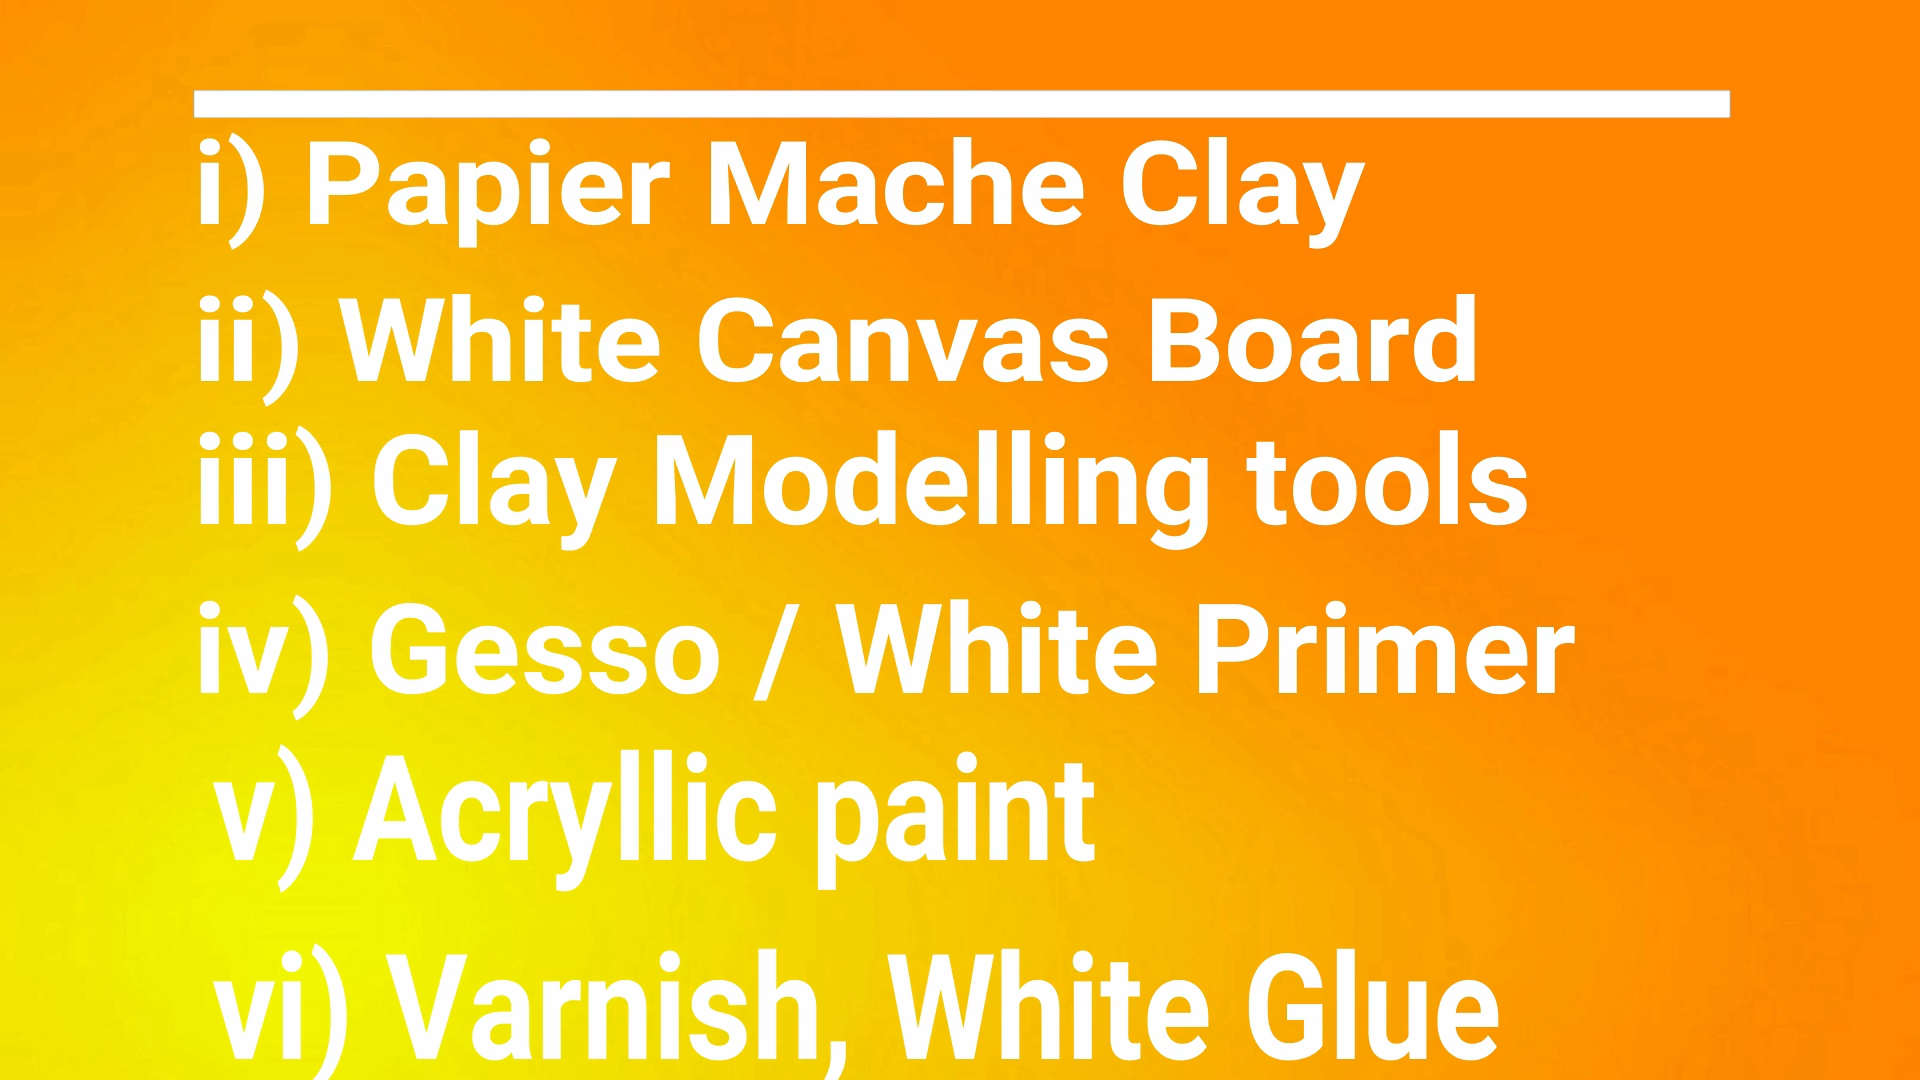 i) Papier Mache Clay
ii) White Canvas Board
iii) Clay Modelling tools
iv) Gesso / White Primer
v) Acryllic paint
vi) Varnish, White Glue